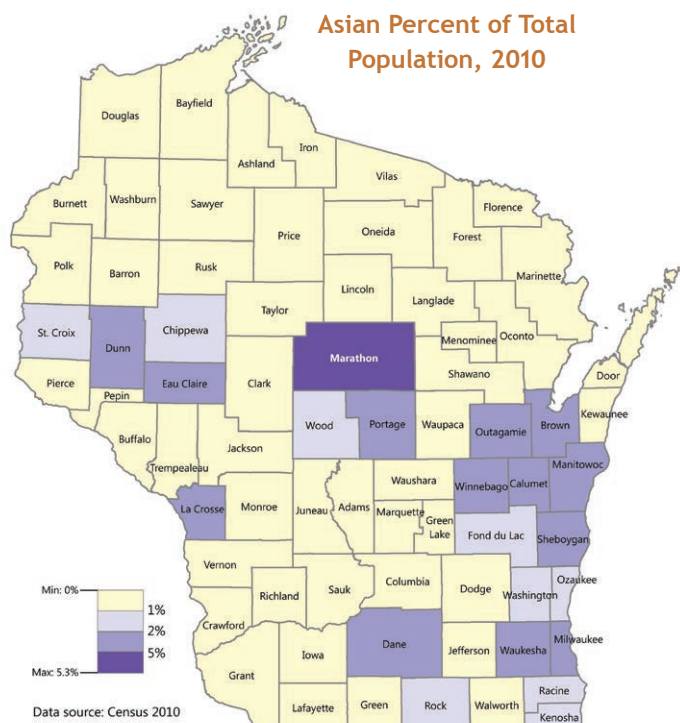 Asian Percent of Total
Population, 2010
Douglas
Bayfield
Ashland
Iron
Vilas
Burnett
Washburn
Sawyer
Price
Oneida
Forest
Florence
Marinette
Polk
Barron
Rusk
Lincoln
Langlade
Taylor
St. Croix
Dunn
Chippewa
Marathon
Menominee
Oconto
Pierce
Pepin
Eau Claire
Clark
Shawano
Door
Wood
Portage
Waupaca
Outagamie
Brown
Kewaunee
Buffalo
Trempealeau
Jackson
Waushara
Winnebago
Calumet
Manitowoc
La Crosse
Monroe
Juneau
Adams
Marquette
Green
Lake
Fond du Lac
Sheboygan
Vernon
Richland
Sauk
Columbia
Dodge
Washington
Ozaukee
Crawford
Grant
Iowa
Dane
Jefferson
Waukesha
Milwaukee
Lafayette
Green
Rock
Walworth
Racine
Kenosha
Min: 0%
1%
2%
5%
Max: 5.3%
Data source: Census 2010